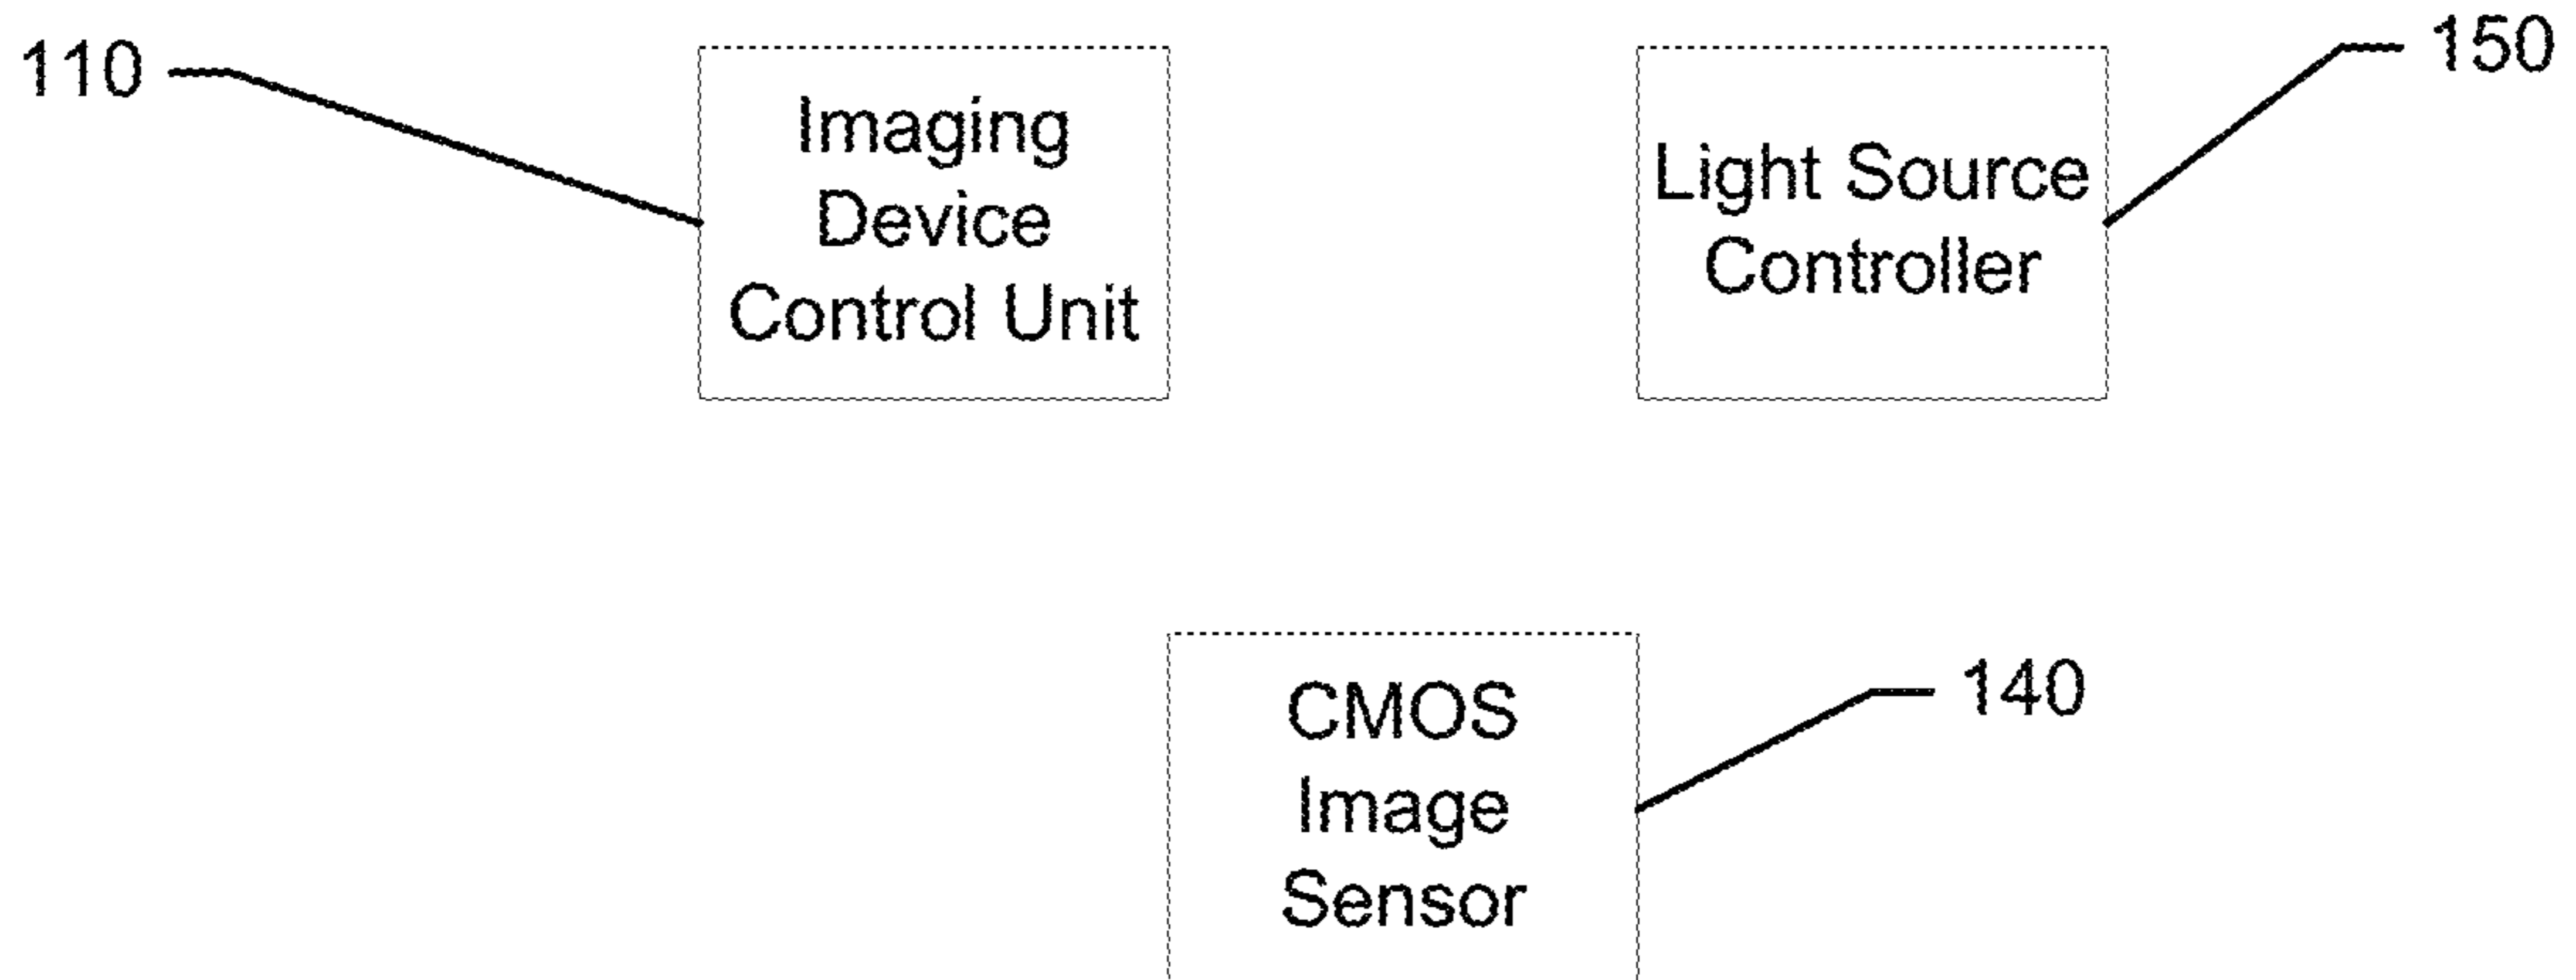 110
Imaging
Device
Control Unit
Light Source
Controller
150
CMOS
Image
Sensor
140